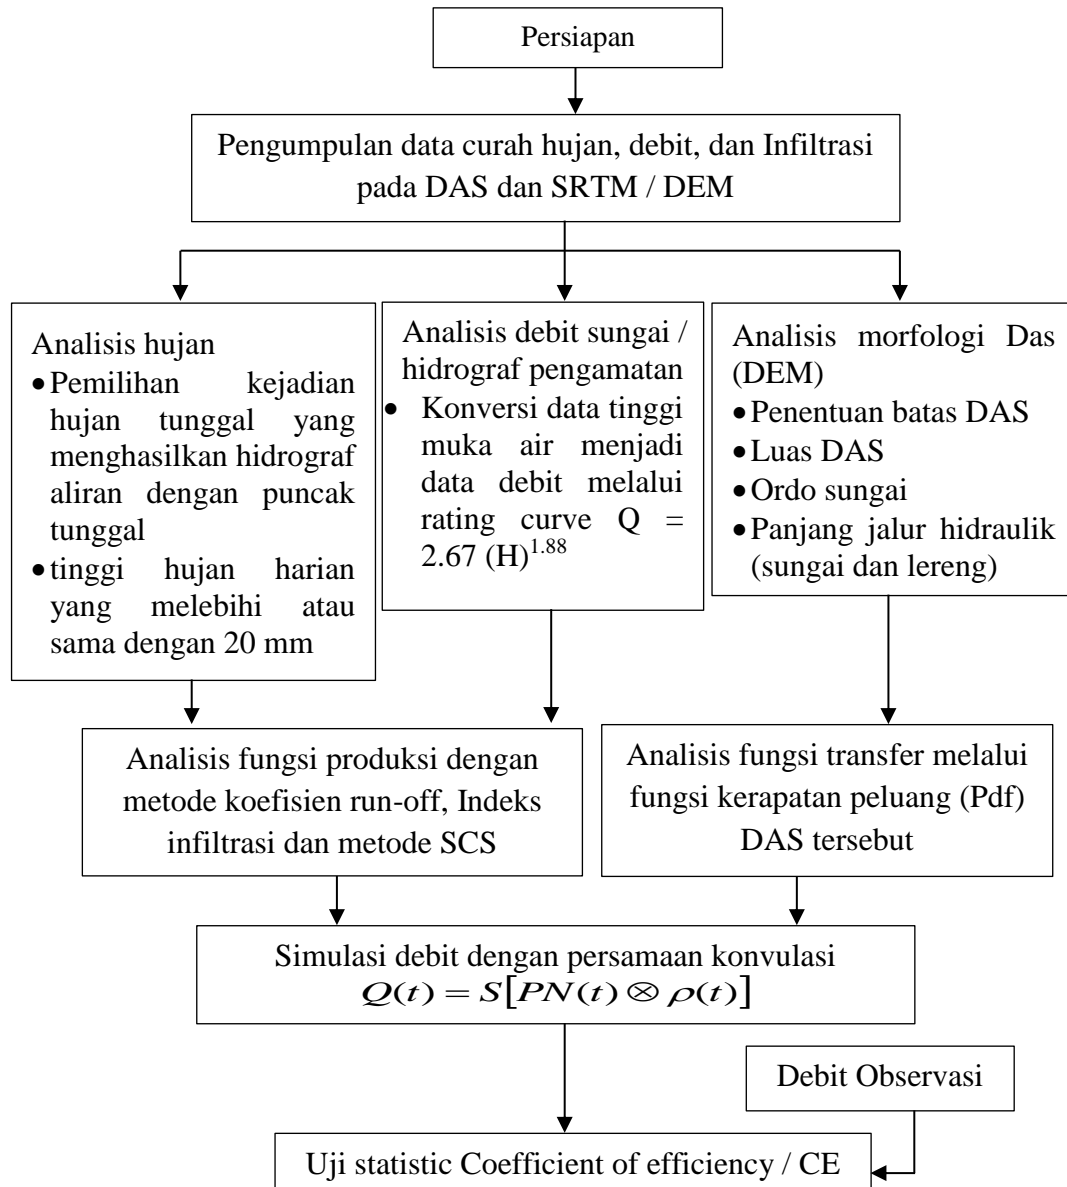 Persiapan
Pengumpulan data curah hujan, debit, dan Infiltrasi
pada DAS dan SRTM / DEM
Analisis hujan
• Pemilihan kejadian
hujan tunggal yang
menghasilkan hidrograf
aliran dengan puncak
tunggal
• tinggi hujan harian
yang melebihi atau
sama dengan 20 mm
Analisis debit sungai /
hidrograf pengamatan
• Konversi data tinggi
muka air menjadi
data debit melalui
rating curve Q =
2.67 (H)^1.88
Analisis morfologi Das
(DEM)
• Penentuan batas DAS
• Luas DAS
• Ordo sungai
• Panjang jalur hidraulik
(sungai dan lereng)
Analisis fungsi produksi dengan
metode koefisien run-off, Indeks
infiltrasi dan metode SCS
Analisis fungsi transfer melalui
fungsi kerapatan peluang (Pdf)
DAS tersebut
Simulasi debit dengan persamaan konvulasi
Q(t) = S[PN(t) ⊗ ρ(t)]
Debit Observasi
Uji statistic Coefficient of efficiency / CE